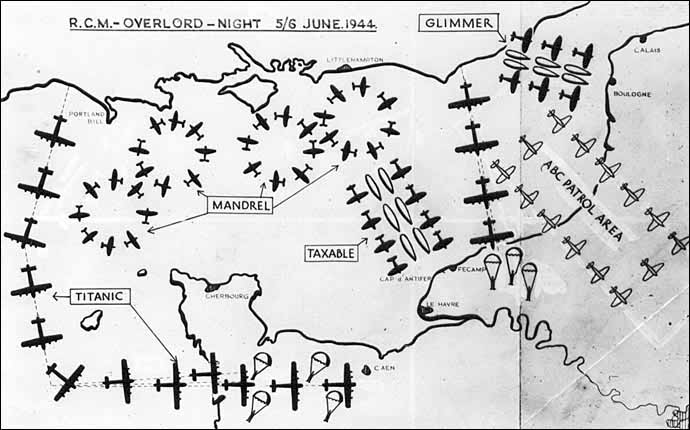 R.C.M.-OVERLORD-NIGHT 5/6 JUNE.1944.
GLIMMER
CALAIS
LITTLEHAMPTON
BOULOGNE
PORTLAND
BILL
MANDREL
ABC PATROL AREA
TAXABLE
CAP d ANTIFER
FECAMP
TITANIC
CHERBOURG
LE HAVRE
CAEN